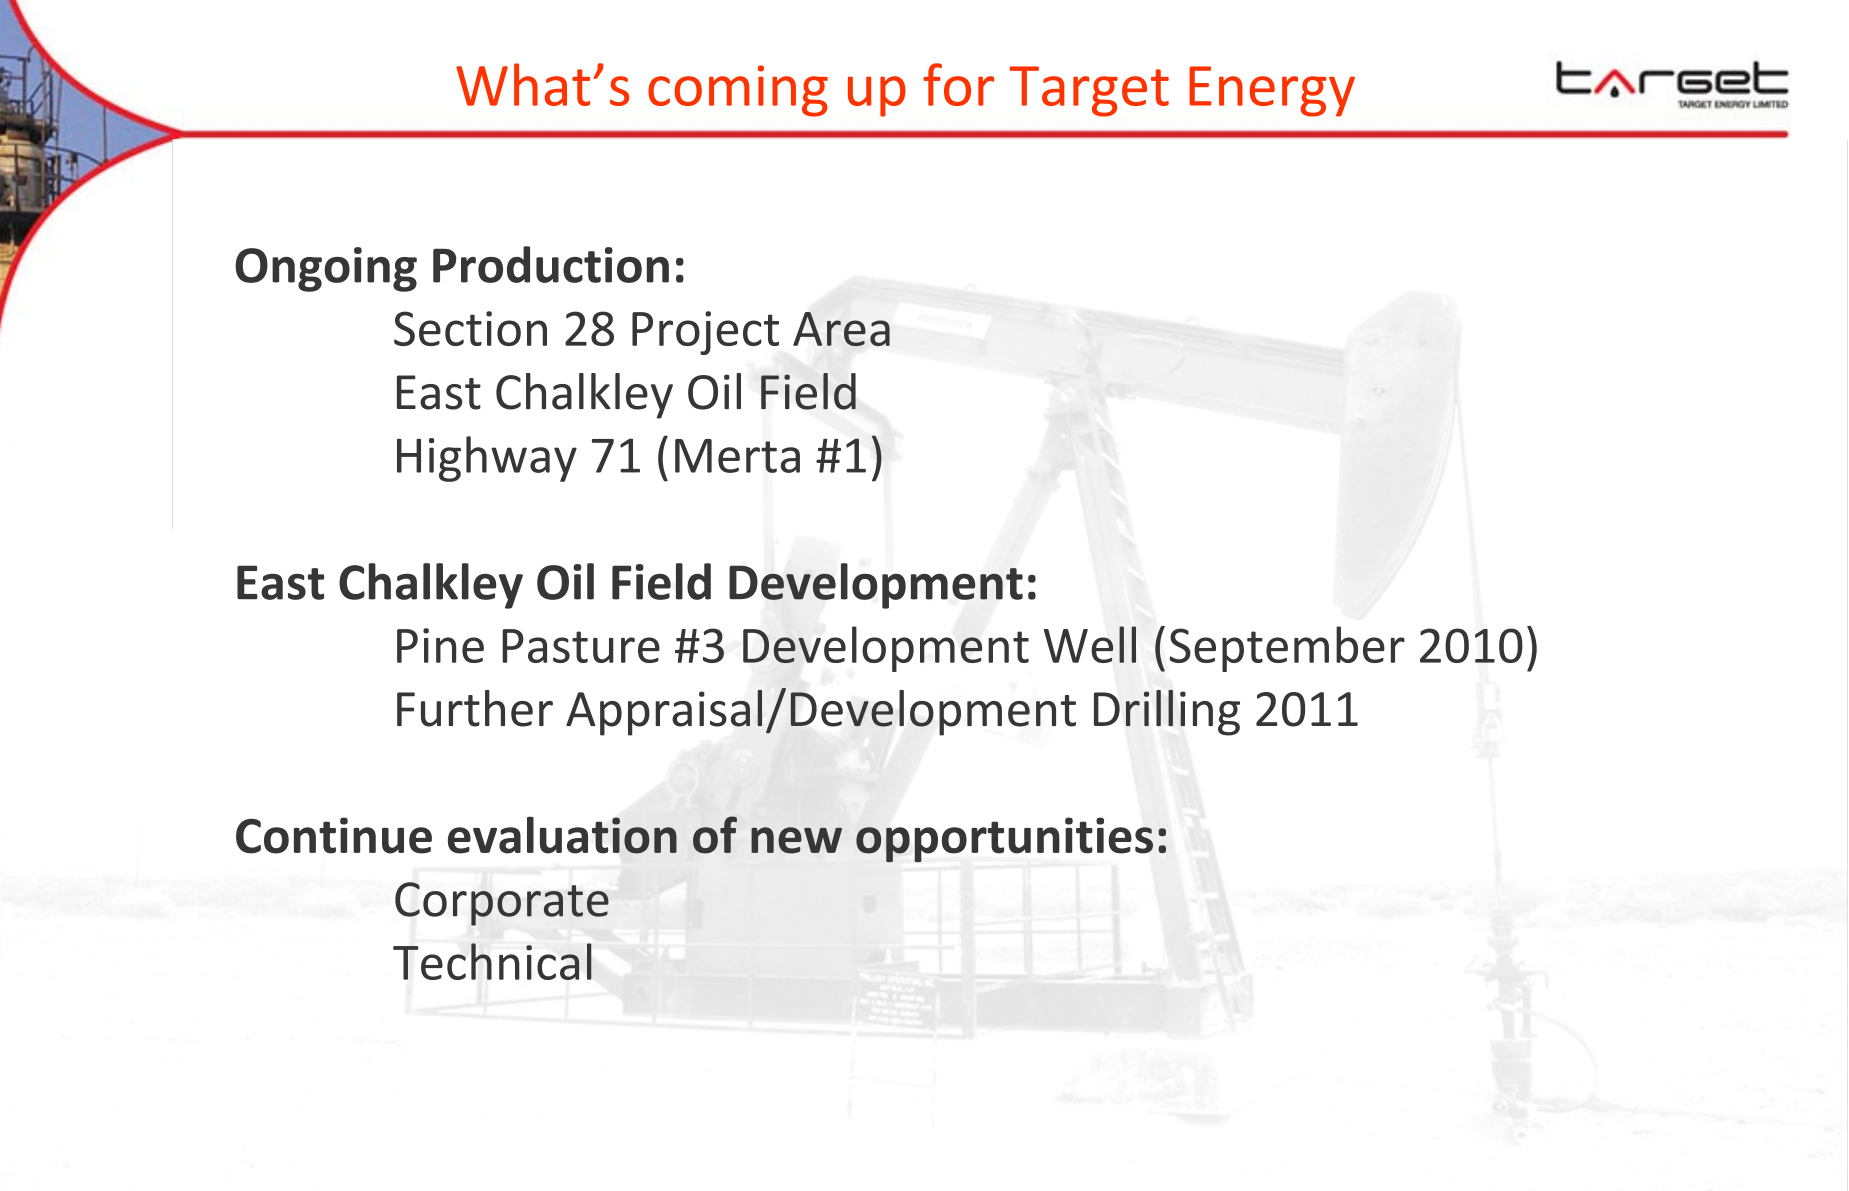 What’s coming up for Target Energy
target
TARGET ENERGY LIMITED
Ongoing Production:
Section 28 Project Area
East Chalkley Oil Field
Highway 71 (Merta #1)
East Chalkley Oil Field Development:
Pine Pasture #3 Development Well (September 2010)
Further Appraisal/Development Drilling 2011
Continue evaluation of new opportunities:
Corporate
Technical